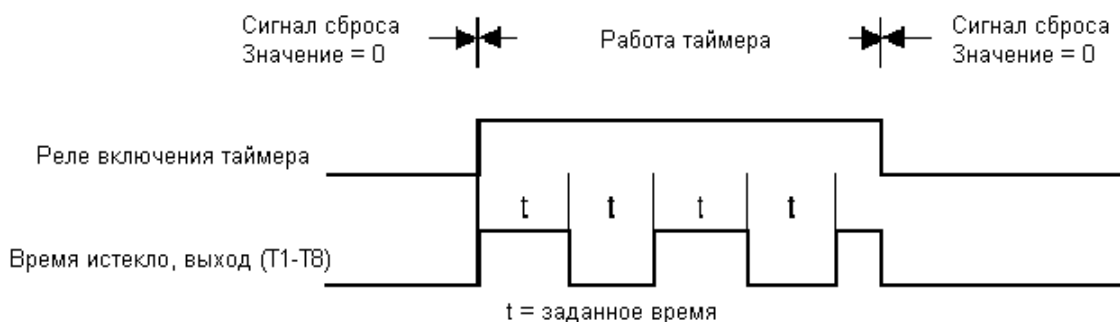 Сигнал сброса
Значение = 0
Работа таймера
Сигнал сброса
Значение = 0
Реле включения таймера
t t t t
Время истекло, выход (T1-T8)
t = заданное время